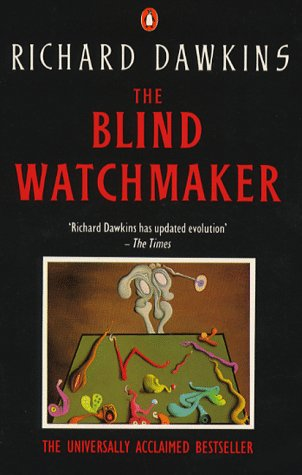 RICHARD DAWKINS
THE
BLIND
WATCHMAKER
‘Richard Dawkins has updated evolution’
– The Times
THE UNIVERSALLY ACCLAIMED BESTSELLER